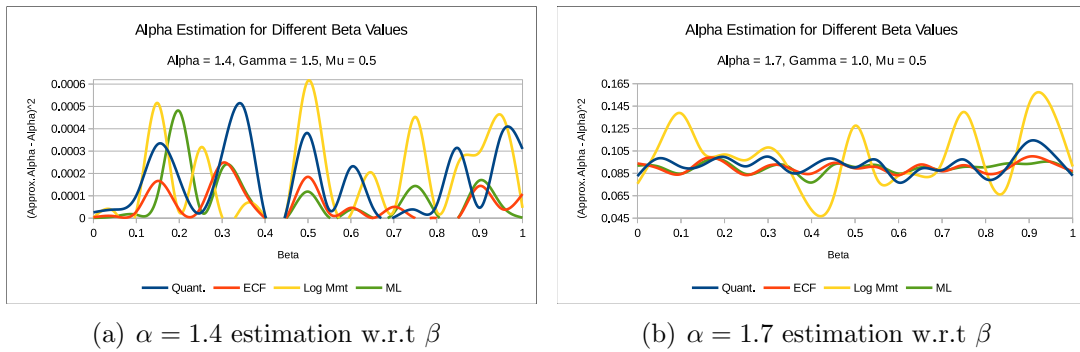 Alpha Estimation for Different Beta Values
Alpha = 1.4, Gamma = 1.5, Mu = 0.5
(Approx. Alpha - Alpha)^2
0.0006
0.0005
0.0004
0.0003
0.0002
0.0001
0
0 0.1 0.2 0.3 0.4 0.5 0.6 0.7 0.8 0.9 1
Beta
Quant. ECF Log Mmt ML
(a) α = 1.4 estimation w.r.t β
Alpha Estimation for Different Beta Values
Alpha = 1.7, Gamma = 1.0, Mu = 0.5
(Approx. Alpha - Alpha)^2
0.165
0.145
0.125
0.105
0.085
0.065
0.045
0 0.1 0.2 0.3 0.4 0.5 0.6 0.7 0.8 0.9 1
Beta
Quant. ECF Log Mmt ML
(b) α = 1.7 estimation w.r.t β